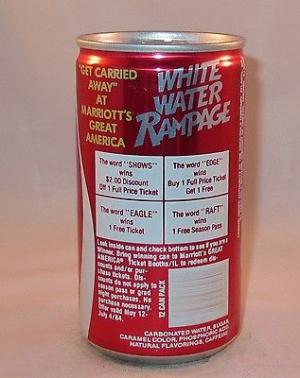 "GET CARRIED
AWAY"
AT
MARRIOTT'S
GREAT
AMERICA
WHITE
WATER
RAMPAGE
The word "SHOWS"
wins
$2.00 Discount
Off 1 Full Price Ticket
The word "EDGE"
wins
Buy 1 Full Price Ticket
Get 1 Free
The word "EAGLE"
wins
1 Free Ticket
The word "RAFT"
wins
1 Free Season Pass
Look inside can and check bottom to see if you are a
Winner. Bring winning can to Marriott's GREAT
AMERICA® Ticket Booths/IL to redeem dis-
counts and/or pur-
chase tickets. Dis-
counts do not apply to
season pass or grad
night purchases. No
purchase necessary.
Offer valid May 12-
July 4/84.
12 CAN PACK
CARBONATED WATER, SUGAR,
CARAMEL COLOR, PHOSPHORIC ACID,
NATURAL FLAVORINGS, CAFFEINE